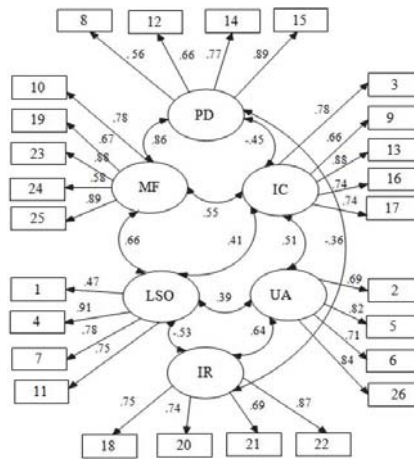 8 12 14 15
.56 .66 .77 .89
10 PD 3
.78 .78
19 .67 .86 -.45 .66 9
23 .88 .88 13
.58 MF IC .74 16
24 .89 .55 .74 17
25
.66 .41 .51 -.36
1 .47 .69 2
.91 LSO .39 UA .82
4 .78 .71 5
7 .75 -.53 .64 .84 6
11 IR 26
.75 .74 .69 .87
18 20 21 22